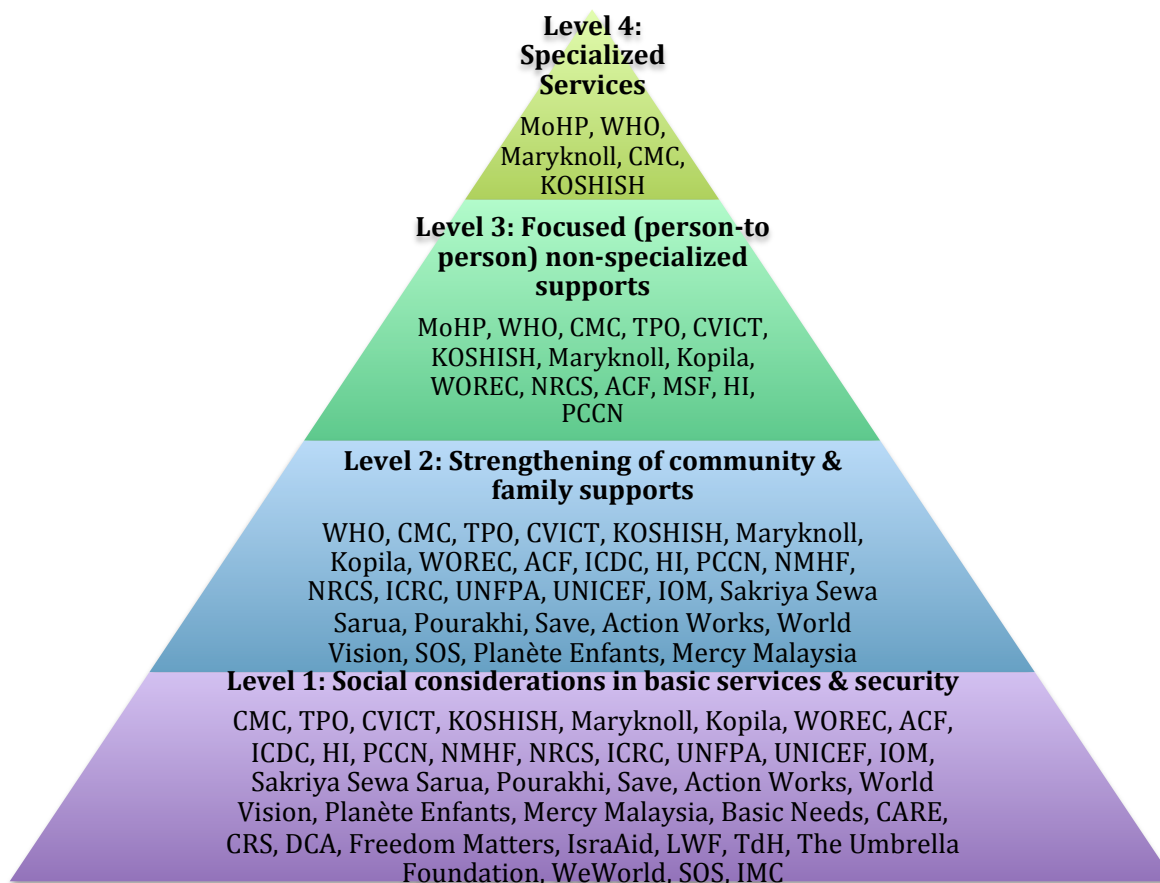 Level 4:
Specialized
Services
MoHP, WHO,
Maryknoll, CMC,
KOSHISH
Level 3: Focused (person-to
person) non-specialized
supports
MoHP, WHO, CMC, TPO, CVICT,
KOSHISH, Maryknoll, Kopila,
WOREC, NRCS, ACF, MSF, HI,
PCCN
Level 2: Strengthening of community &
family supports
WHO, CMC, TPO, CVICT, KOSHISH, Maryknoll,
Kopila, WOREC, ACF, ICDC, HI, PCCN, NMHF,
NRCS, ICRC, UNFPA, UNICEF, IOM, Sakriya Sewa
Sarua, Pourakhi, Save, Action Works, World
Vision, SOS, Planète Enfants, Mercy Malaysia
Level 1: Social considerations in basic services & security
CMC, TPO, CVICT, KOSHISH, Maryknoll, Kopila, WOREC, ACF,
ICDC, HI, PCCN, NMHF, NRCS, ICRC, UNFPA, UNICEF, IOM,
Sakriya Sewa Sarua, Pourakhi, Save, Action Works, World
Vision, Planète Enfants, Mercy Malaysia, Basic Needs, CARE,
CRS, DCA, Freedom Matters, IsraAid, LWF, TdH, The Umbrella
Foundation, WeWorld, SOS, IMC